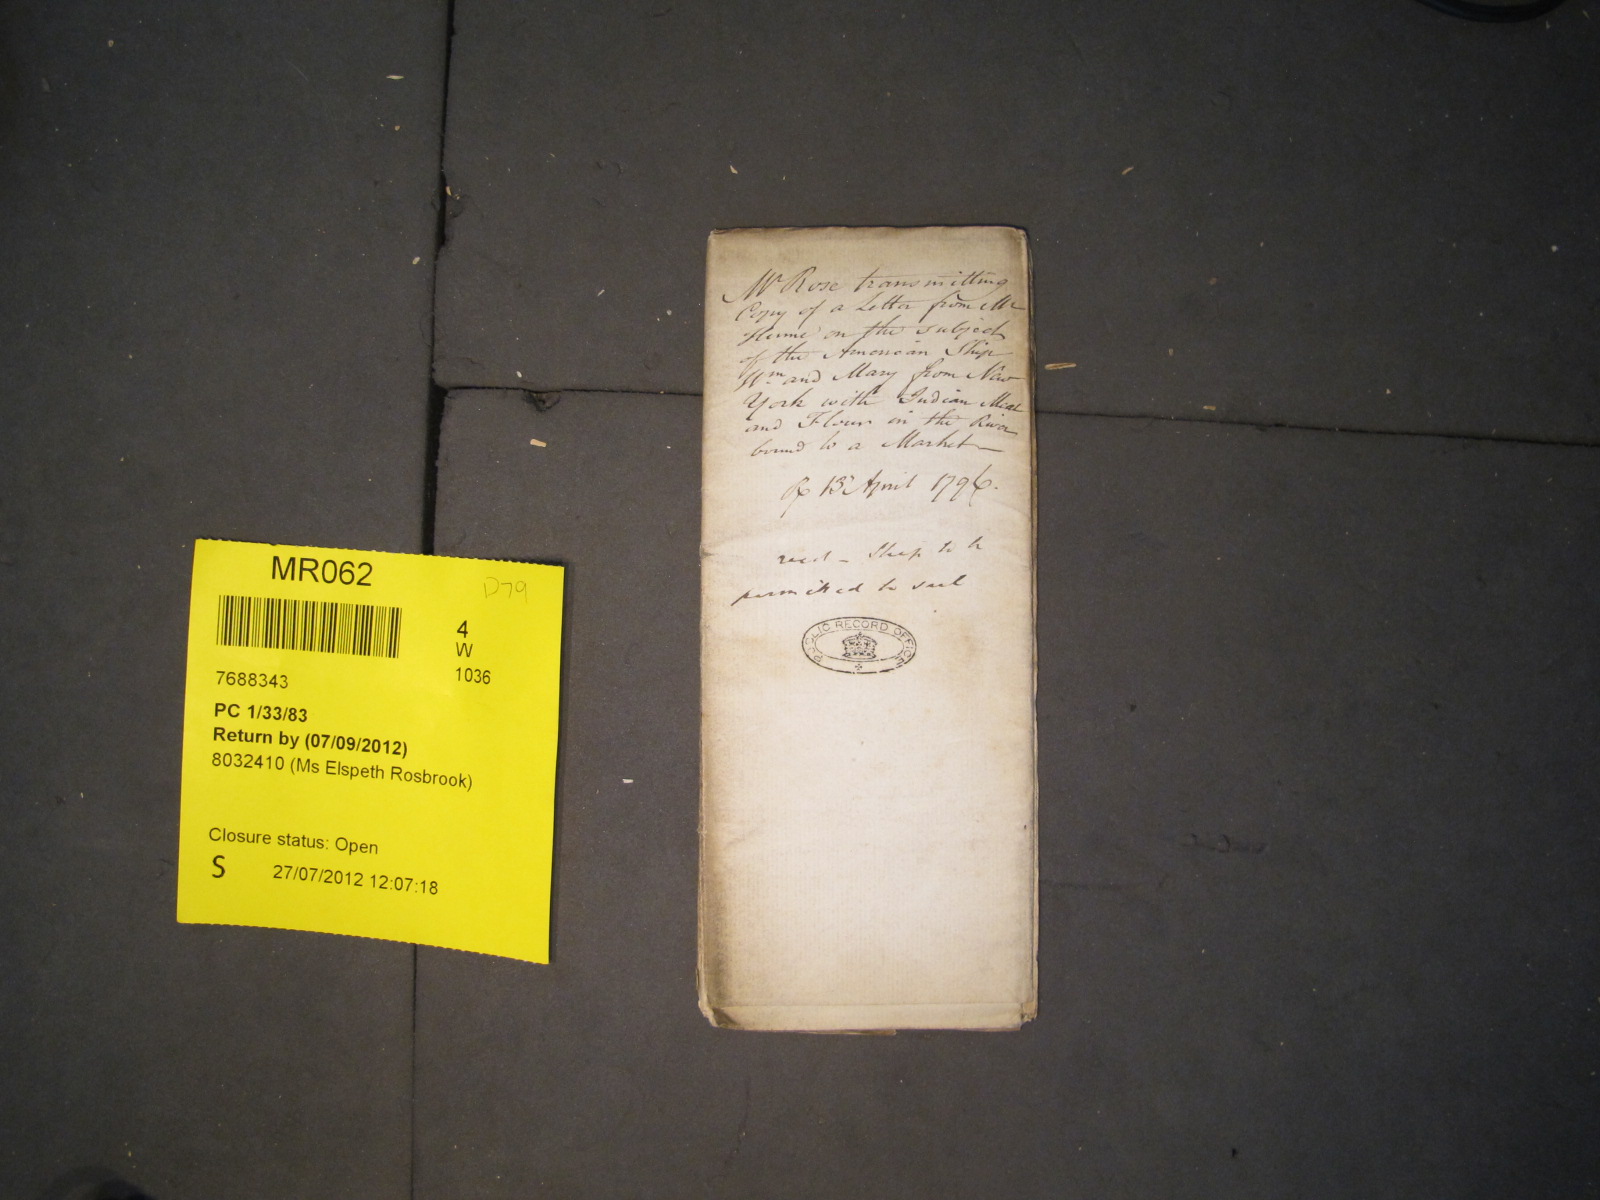 MR062
D79
4
W
1036
7688343
PC 1/33/83
Return by (07/09/2012)
8032410 (Ms Elspeth Rosbrook)
Closure status: Open
S
27/07/2012 12:07:18
Mr Rose transmitting
Copy of a Letter from Mr
Hume on the subject
of the American Ship
Wm and Mary from New
York with Indian Meal
and Flour in the River
bound to a Market
Rx 13 April 1796.
read - Ship to be
permitted to sail
PUBLIC RECORD OFFICE